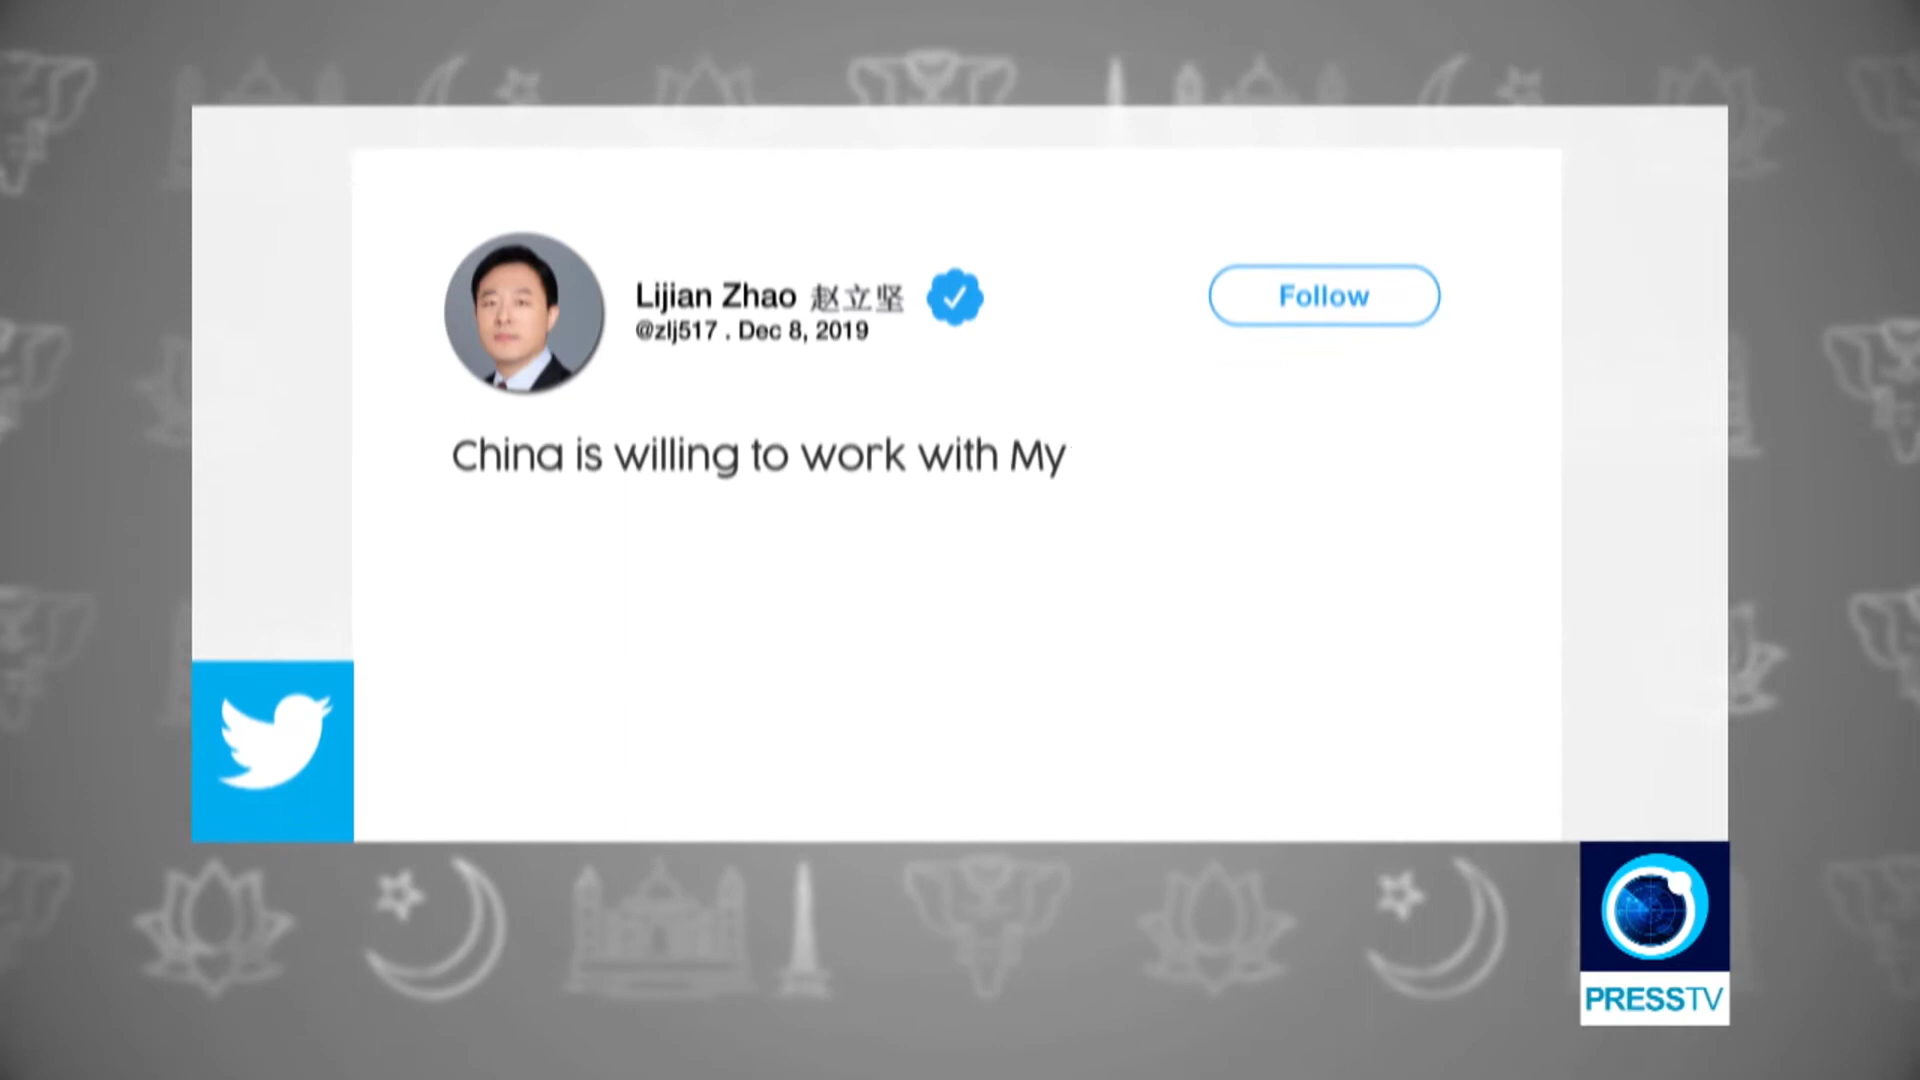 Lijian Zhao 赵立坚
@zlj517 . Dec 8, 2019
Follow
China is willing to work with My
PRESSTV